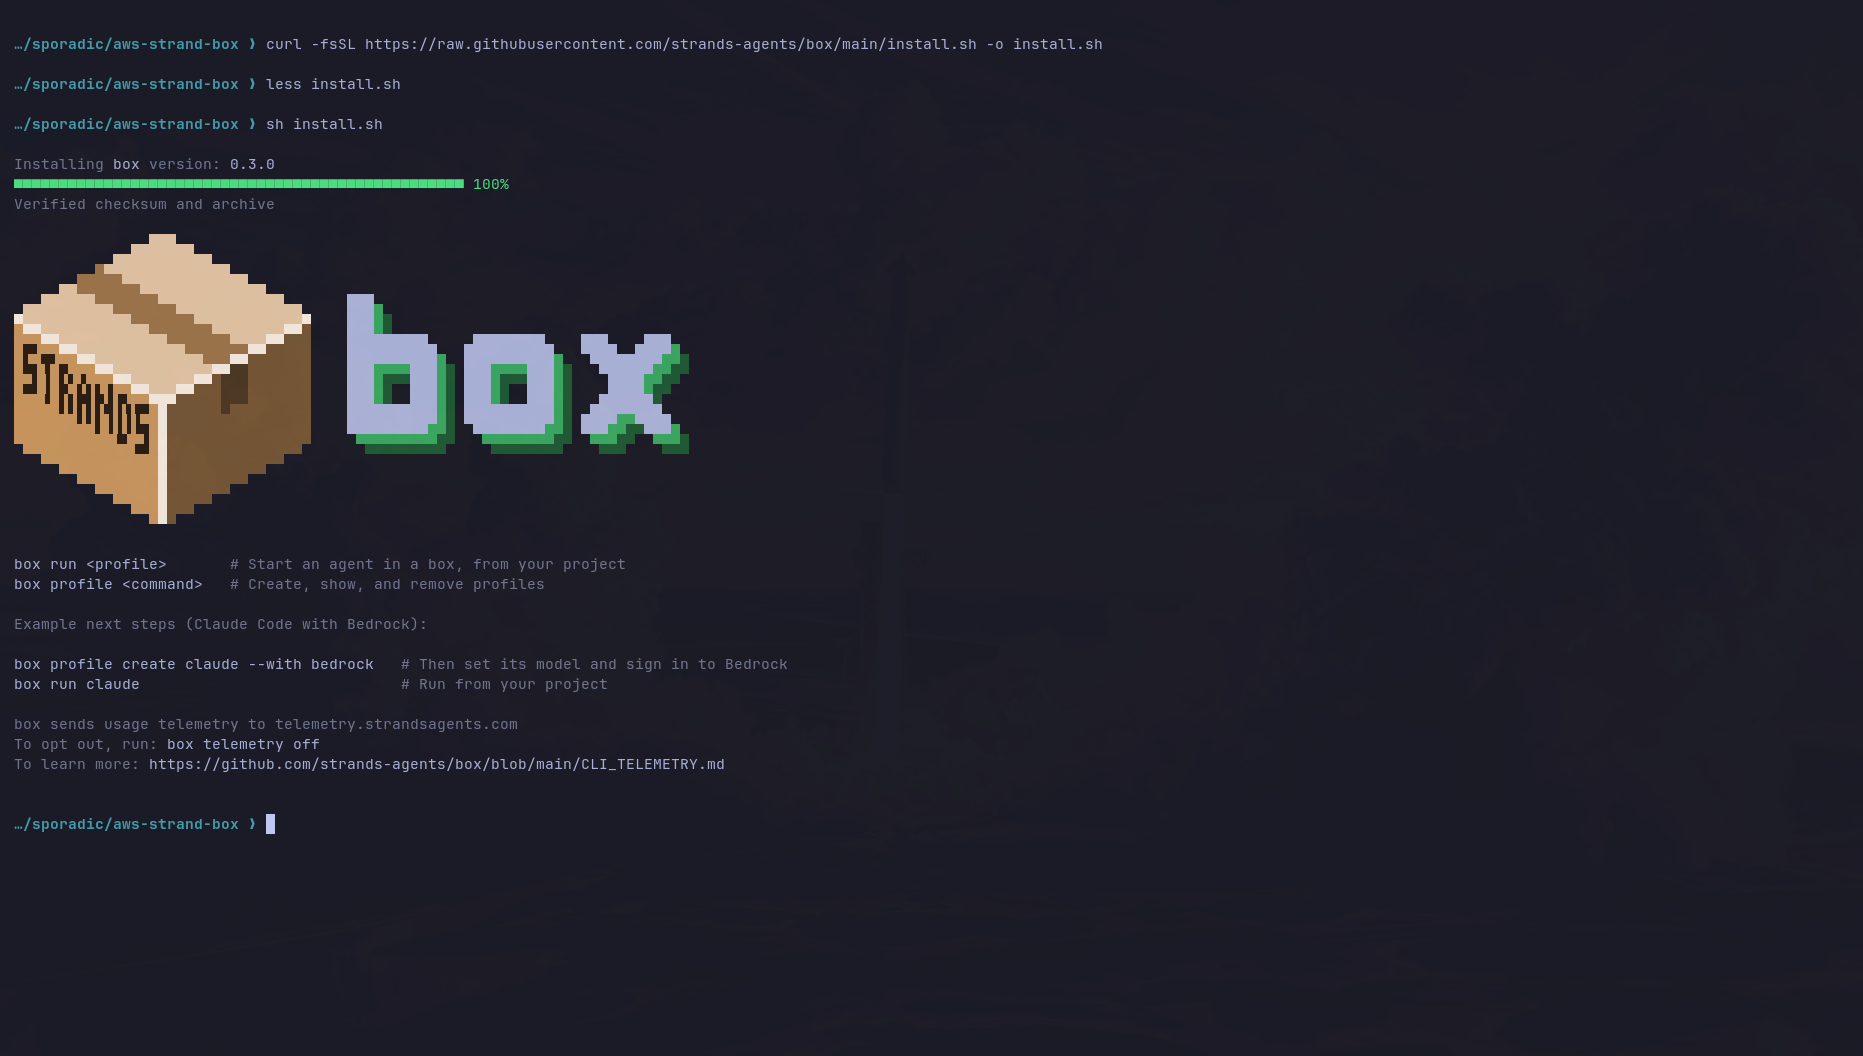 …/sporadic/aws-strand-box ❯ curl -fsSL https://raw.githubusercontent.com/strands-agents/box/main/install.sh -o install.sh
…/sporadic/aws-strand-box ❯ less install.sh
…/sporadic/aws-strand-box ❯ sh install.sh
Installing box version: 0.3.0
100%
Verified checksum and archive
STRANDS
box
box run <profile>       # Start an agent in a box, from your project
box profile <command>   # Create, show, and remove profiles
Example next steps (Claude Code with Bedrock):
box profile create claude --with bedrock   # Then set its model and sign in to Bedrock
box run claude                             # Run from your project
box sends usage telemetry to telemetry.strandsagents.com
To opt out, run: box telemetry off
To learn more: https://github.com/strands-agents/box/blob/main/CLI_TELEMETRY.md
…/sporadic/aws-strand-box ❯